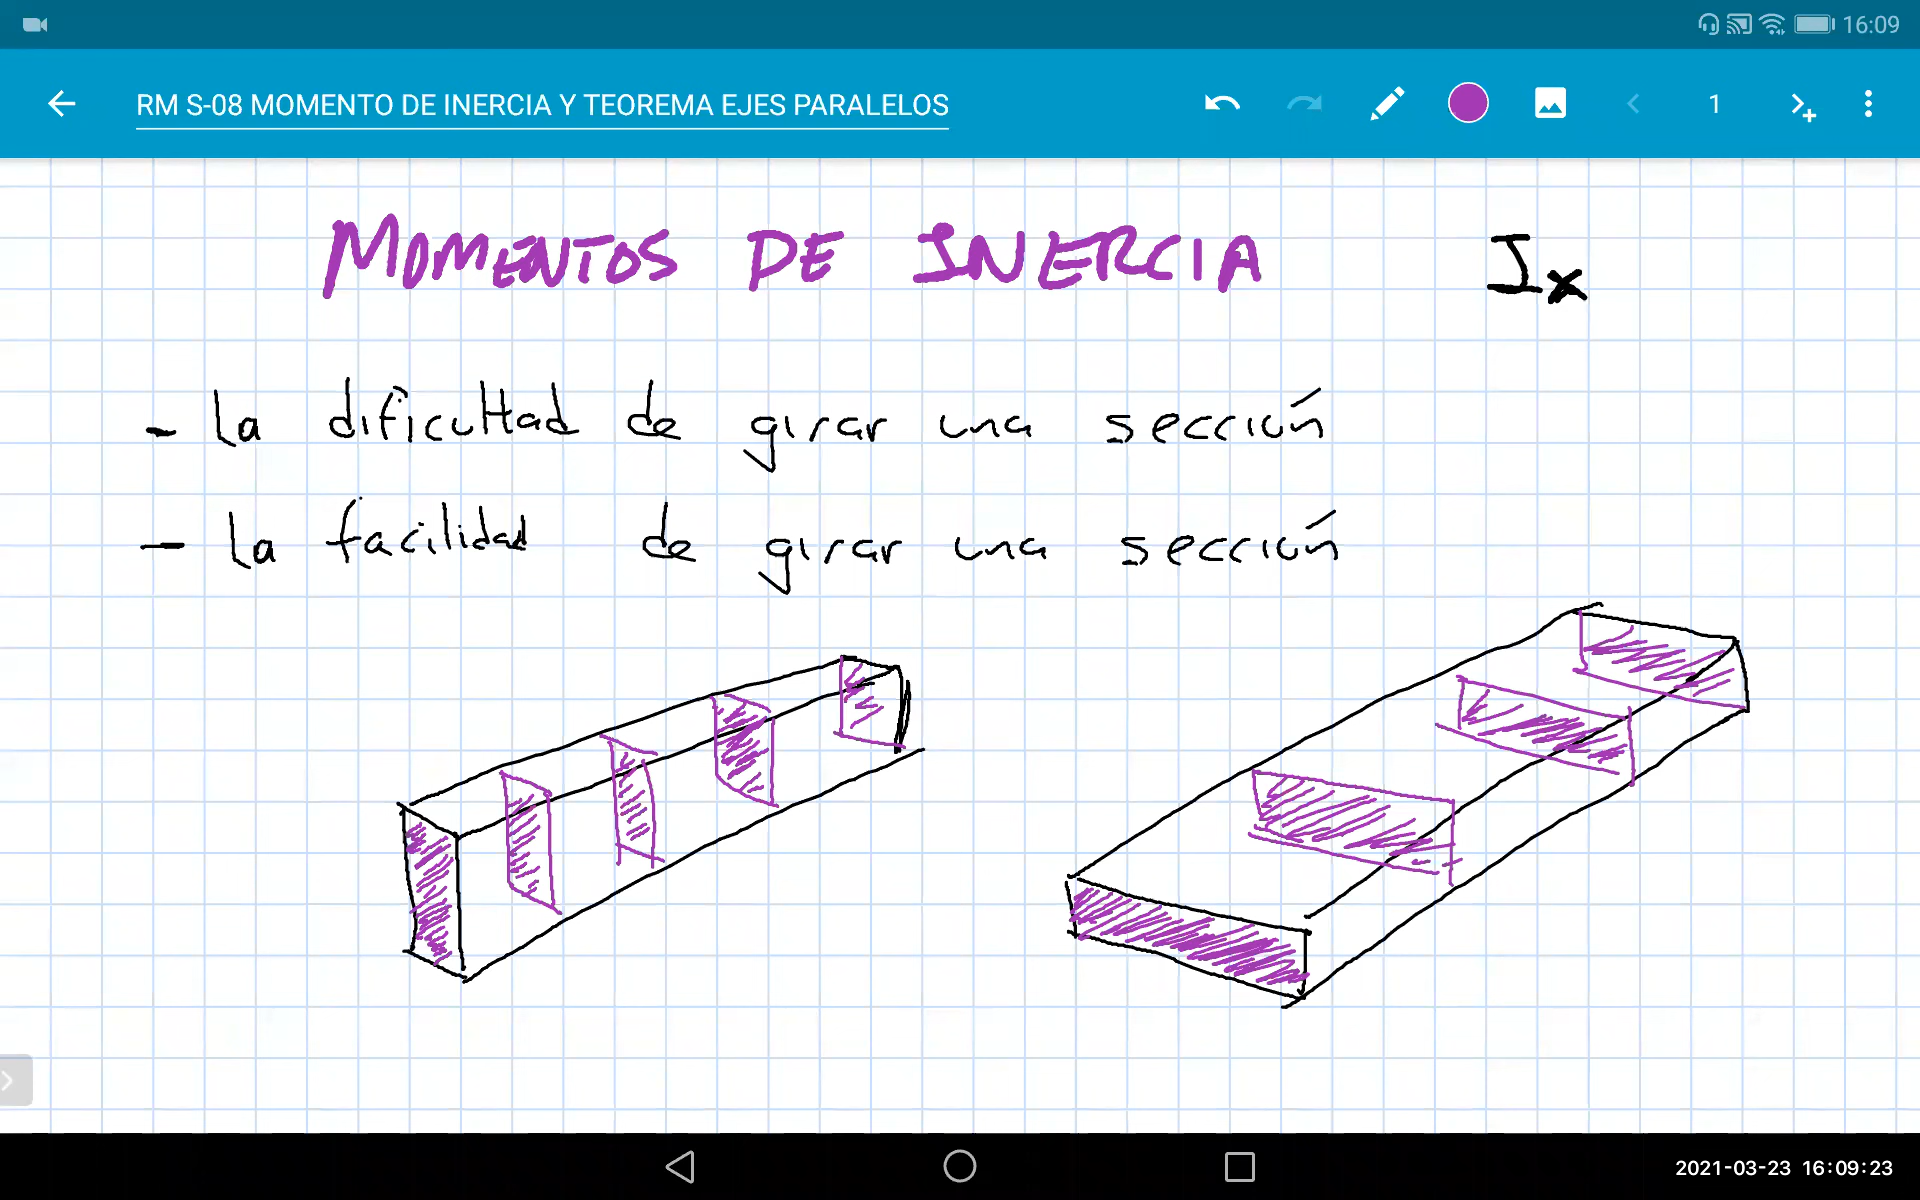 16:09
RM S-08 MOMENTO DE INERCIA Y TEOREMA EJES PARALELOS 1
MOMENTOS DE INERCIA Ix
- La dificultad de girar una sección
- la facilidad de girar una sección
2021-03-23 16:09:23